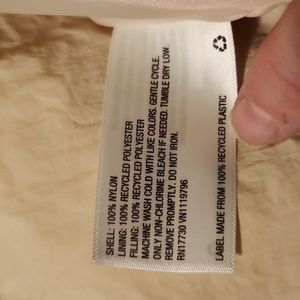 SHELL: 100% NYLON
LINING: 100% RECYCLED POLYESTER
FILLING: 100% RECYCLED POLYESTER
MACHINE WASH COLD WITH LIKE COLORS. GENTLE CYCLE.
ONLY NON-CHLORINE BLEACH IF NEEDED. TUMBLE DRY LOW.
REMOVE PROMPTLY. DO NOT IRON.
RN17730 VN1119796
LABEL MADE FROM 100% RECYCLED PLASTIC